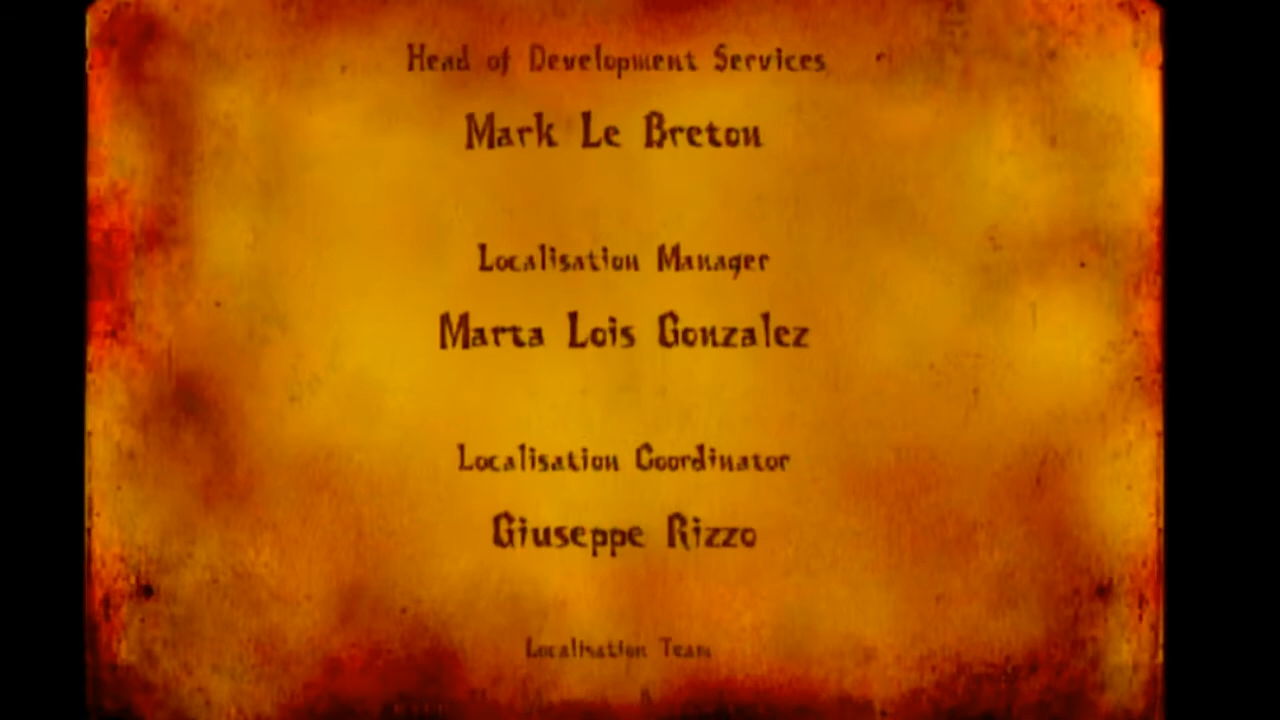 Head of Development Services
Mark Le Breton
Localisation Manager
Marta Lois Gonzalez
Localisation Coordinator
Giuseppe Rizzo
Localisation Team